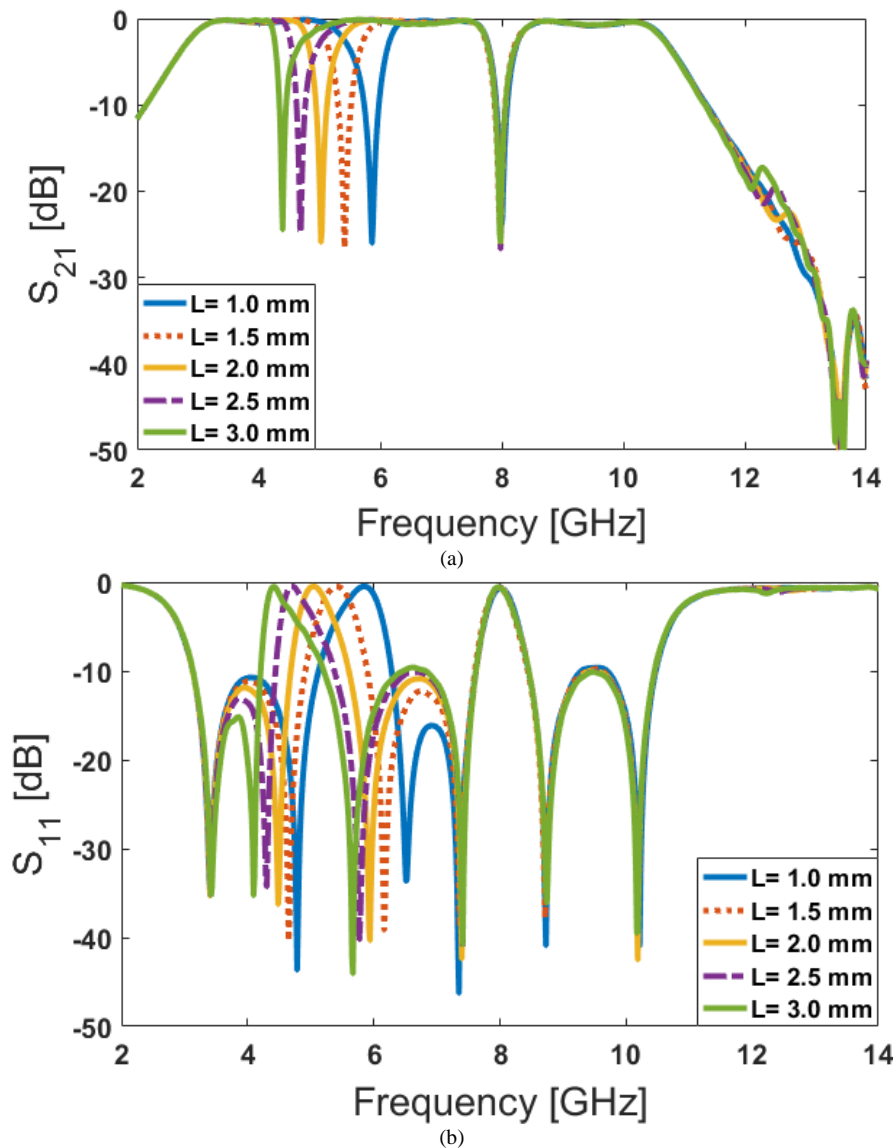 0
-10
-20
-30
-40
-50
S21 [dB]
L= 1.0 mm
L= 1.5 mm
L= 2.0 mm
L= 2.5 mm
L= 3.0 mm
2 4 6 8 10 12 14
Frequency [GHz]
(a)
0
-10
-20
-30
-40
-50
S11 [dB]
L= 1.0 mm
L= 1.5 mm
L= 2.0 mm
L= 2.5 mm
L= 3.0 mm
2 4 6 8 10 12 14
Frequency [GHz]
(b)